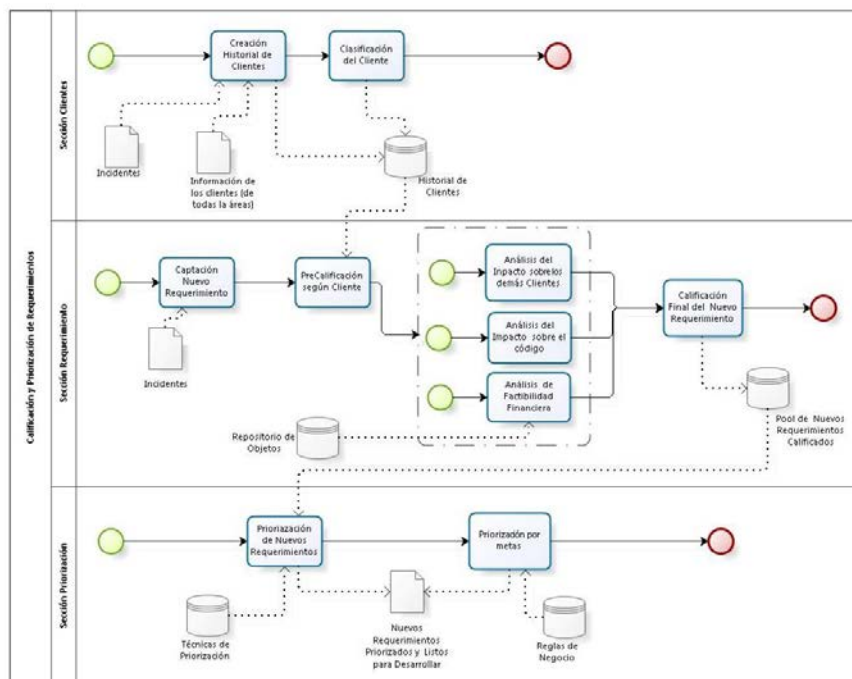 Calificación y Priorización de Requerimientos
Sección Clientes
Creación
Historial de
Clientes
Clasificación
del Cliente
Incidentes
Información de
los clientes (de
todas la áreas)
Historial de
Clientes
Sección Requerimiento
Captación
Nuevo
Requerimiento
PreCalificación
según Cliente
Análisis del
Impacto sobrelos
demás Clientes
Análisis del
Impacto sobre el
código
Análisis de
Factibilidad
Financiera
Calificación
Final del Nuevo
Requerimiento
Incidentes
Repositorio de
Objetos
Pool de Nuevos
Requerimientos
Calificados
Sección Priorización
Prioriazación
de Nuevos
Requerimientos
Priorización por
metas
Técnicas de
Priorización
Nuevos
Requerimientos
Priorizados y Listos
para Desarrollar
Reglas de
Negocio